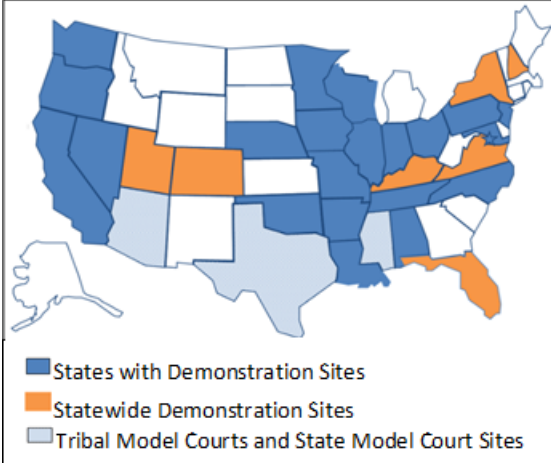 States with Demonstration Sites
Statewide Demonstration Sites
Tribal Model Courts and State Model Court Sites